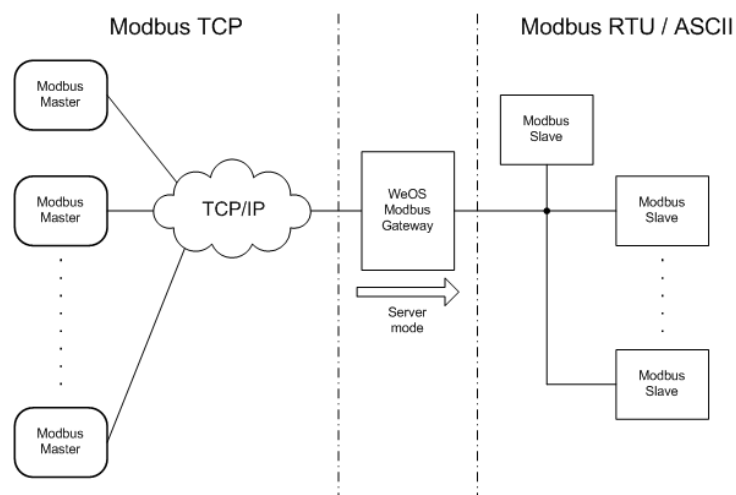 Modbus TCP
Modbus RTU / ASCII
Modbus
Master
Modbus
Master
Modbus
Master
TCP/IP
WeOS
Modbus
Gateway
Server
mode
Modbus
Slave
Modbus
Slave
Modbus
Slave